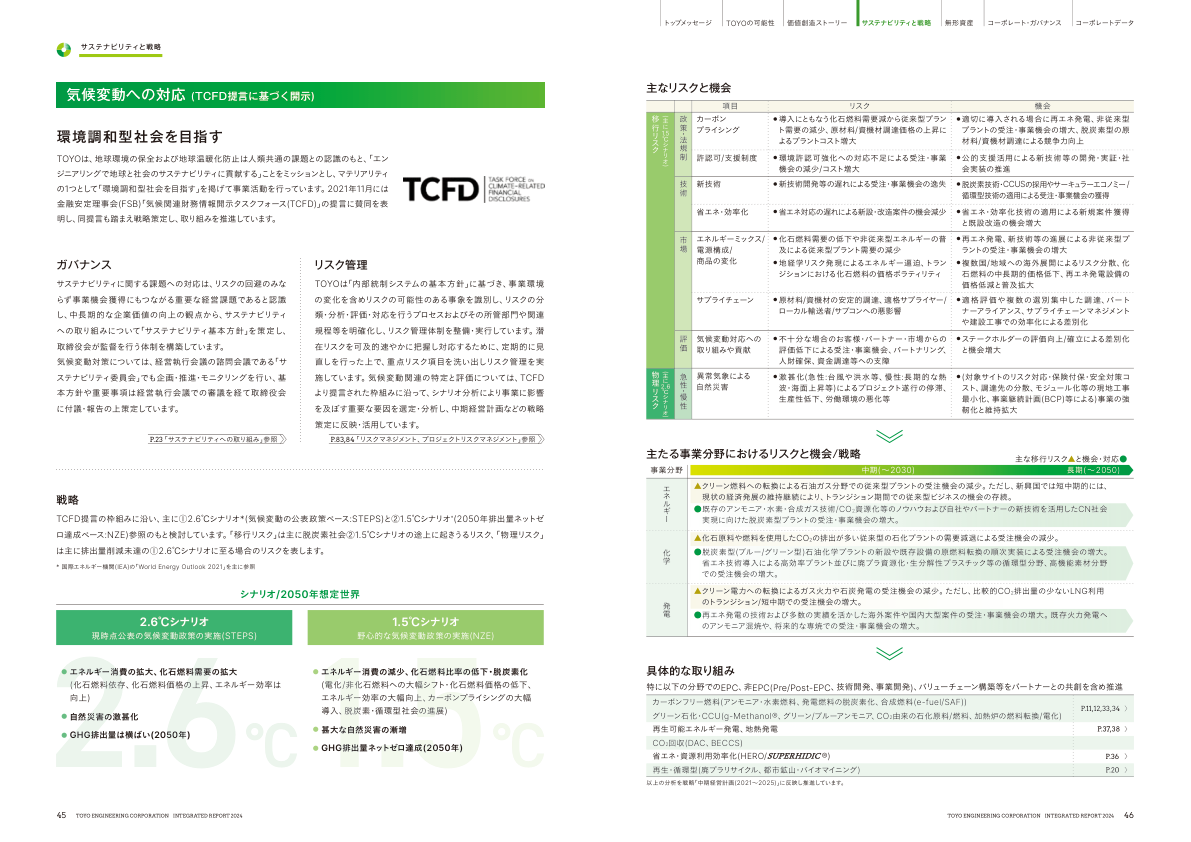 トップメッセージ
TOYOの可能性
価値創造ストーリー
サステナビリティと戦略
無形資産
コーポレート・ガバナンス
コーポレートデータ
サステナビリティと戦略
気候変動への対応 (TCFD提言に基づく開示)
環境調和型社会を目指す
TOYOは、地球環境の保全および地球温暖化防止は人類共通の課題との認識のもと、「エン
ジニアリングで地球と社会のサステナビリティに貢献する」ことをミッションとし、マテリアリティ
の1つとして「環境調和型社会を目指す」を掲げて事業活動を行っています。2021年11月には
金融安定理事会(FSB)「気候関連財務情報開示タスクフォース(TCFD)」の提言に賛同を表
明し、同提言も踏まえ戦略策定し、取り組みを推進しています。
TCFD
TASK FORCE ON
CLIMATE-RELATED
FINANCIAL
DISCLOSURES
ガバナンス
サステナビリティに関する課題への対応は、リスクの回避のみな
らず事業機会獲得にもつながる重要な経営課題であると認識
し、中長期的な企業価値の向上の観点から、サステナビリティ
への取り組みについて「サステナビリティ基本方針」を策定し、
取締役会が監督を行う体制を構築しています。
気候変動対策については、経営執行会議の諮問会議である「サ
ステナビリティ委員会」でも企画・推進・モニタリングを行い、基
本方針や重要事項は経営執行会議での審議を経て取締役会
に付議・報告の上策定しています。
P.23「サステナビリティへの取り組み」参照
リスク管理
TOYOは「内部統制システムの基本方針」に基づき、事業環境
の変化を含めリスクの可能性のある事象を識別し、リスクの分
類・分析・評価・対応を行うプロセスおよびその所管部門や関連
規程等を明確化し、リスク管理体制を整備・実行しています。潜
在リスクを可及的速やかに把握し対応するために、定期的に見
直しを行った上で、重点リスク項目を洗い出しリスク管理を実
施しています。気候変動関連の特定と評価については、TCFD
より提言された枠組みに沿って、シナリオ分析により事業に影響
を及ぼす重要な要因を選定・分析し、中期経営計画などの戦略
策定に反映・活用しています。
P.83,84「リスクマネジメント、プロジェクトリスクマネジメント」参照
戦略
TCFD提言の枠組みに沿い、主に①2.6℃シナリオ*(気候変動の公表政策ベース:STEPS)と②1.5℃シナリオ*(2050年排出量ネットゼ
ロ達成ベース:NZE)参照のもと検討しています。「移行リスク」は主に脱炭素社会②1.5℃シナリオの途上に起きうるリスク、「物理リスク」
は主に排出量削減未達の①2.6℃シナリオに至る場合のリスクを表します。
* 国際エネルギー機関(IEA)の「World Energy Outlook 2021」を主に参照
シナリオ/2050年想定世界
2.6℃シナリオ
現時点公表の気候変動政策の実施(STEPS)
2.6℃
● エネルギー消費の拡大、化石燃料需要の拡大
(化石燃料依存、化石燃料価格の上昇、エネルギー効率は
向上)
● 自然災害の激甚化
● GHG排出量は横ばい(2050年)
1.5℃シナリオ
野心的な気候変動政策の実施(NZE)
1.5℃
● エネルギー消費の減少、化石燃料比率の低下・脱炭素化
(電化/非化石燃料への大幅シフト・化石燃料価格の低下、
エネルギー効率の大幅向上、カーボンプライシングの大幅
導入、脱炭素・循環型社会の進展)
● 甚大な自然災害の漸増
● GHG排出量ネットゼロ達成(2050年)
45 TOYO ENGINEERING CORPORATION INTEGRATED REPORT 2024
主なリスクと機会
項目
リスク
機会
移行リスク
(主に1.5℃シナリオ)
政策・法規制
カーボン
プライシング
● 導入にともなう化石燃料需要減から従来型プラン
ト需要の減少、原材料/資機材調達価格の上昇に
よるプラントコスト増大
● 適切に導入される場合に再エネ発電、非従来型
プラントの受注・事業機会の増大、脱炭素型の原
材料/資機材調達による競争力向上
許認可/支援制度
● 環境許認可強化への対応不足による受注・事業
機会の減少/コスト増大
● 公的支援活用による新技術等の開発・実証・社
会実装の推進
技術
新技術
● 新技術開発等の遅れによる受注・事業機会の逸失
● 脱炭素技術・CCUSの採用やサーキュラーエコノミー/
循環型技術の適用による受注・事業機会の獲得
省エネ・効率化
● 省エネ対応の遅れによる新設・改造案件の機会減少
● 省エネ・効率化技術の適用による新規案件獲得
と既設改造の機会増大
市場
エネルギーミックス/
電源構成/
商品の変化
● 化石燃料需要の低下や非従来型エネルギーの普
及による従来型プラント需要の減少
● 地経学リスク発現によるエネルギー逼迫、トラン
ジションにおける化石燃料の価格ボラティリティ
● 再エネ発電、新技術等の進展による非従来型プ
ラントの受注・事業機会の増大
● 複数国/地域への海外展開によるリスク分散、化
石燃料の中長期的価格低下、再エネ発電設備の
価格低減と普及拡大
サプライチェーン
● 原材料/資機材の安定的調達、適格サプライヤー/
ローカル輸送者/サブコンへの悪影響
● 適格評価や複数の選別集中した調達、パート
ナーアライアンス、サプライチェーンマネジメント
や建設工事での効率化による差別化
評価
気候変動対応への
取り組みや貢献
● 不十分な場合のお客様・パートナー・市場からの
評価低下による受注・事業機会、パートナリング、
人財確保、資金調達等への支障
● ステークホルダーの評価向上/確立による差別化
と機会増大
物理リスク
(主に2.6℃シナリオ)
急性・慢性
異常気象による
自然災害
● 激甚化(急性:台風や洪水等、慢性:長期的な熱
波・海面上昇等)によるプロジェクト遂行の停滞、
生産性低下、労働環境の悪化等
● (対象サイトのリスク対応・保険付保・安全対策コ
スト、調達先の分散、モジュール化等の現地工事
最小化、事業継続計画(BCP)等による)事業の強
靭化と維持拡大
主たる事業分野におけるリスクと機会/戦略
主な移行リスク▲と機会・対応●
事業分野
中期(〜2030)
長期(〜2050)
エネルギー
▲クリーン燃料への転換による石油ガス分野での従来型プラントの受注機会の減少。ただし、新興国では短中期的には、
現状の経済発展の維持継続により、トランジション期間での従来型ビジネスの機会の存続。
●既存のアンモニア・水素・合成ガス技術/CO₂資源化等のノウハウおよび自社やパートナーの新技術を活用したCN社会
実現に向けた脱炭素型プラントの受注・事業機会の増大。
化学
▲化石原料や燃料を使用したCO₂の排出が多い従来型の石化プラントの需要減退による受注機会の減少。
●脱炭素型(ブルー/グリーン型)石油化学プラントの新設や既存設備の原燃料転換の順次実装による受注機会の増大。
省エネ技術導入による高効率プラント並びに廃プラ資源化・生分解性プラスチック等の循環型分野、高機能素材分野
での受注機会の増大。
発電
▲クリーン電力への転換によるガス火力や石炭発電の受注機会の減少。ただし、比較的CO₂排出量の少ないLNG利用
のトランジション/短中期での受注機会の増大。
●再エネ発電の技術および多数の実績を活かした海外案件や国内大型案件の受注・事業機会の増大。既存火力発電へ
のアンモニア混焼や、将来的な専焼での受注・事業機会の増大。
具体的な取り組み
特に以下の分野でのEPC、非EPC(Pre/Post-EPC、技術開発、事業開発)、バリューチェーン構築等をパートナーとの共創を含め推進
カーボンフリー燃料(アンモニア・水素燃料、発電燃料の脱炭素化、合成燃料(e-fuel/SAF))
グリーン石化・CCU(g-Methanol®、グリーン/ブルーアンモニア、CO₂由来の石化原料/燃料、加熱炉の燃料転換/電化)
P.11,12,33,34 〉
再生可能エネルギー発電、地熱発電
P.37,38 〉
CO₂回収(DAC、BECCS)
省エネ・資源利用効率化(HERO/SUPERHIDIC®)
P.36 〉
再生・循環型(廃プラリサイクル、都市鉱山・バイオマイニング)
P.20 〉
以上の分析を戦略「中期経営計画(2021〜2025)」に反映し推進しています。
TOYO ENGINEERING CORPORATION INTEGRATED REPORT 2024 46